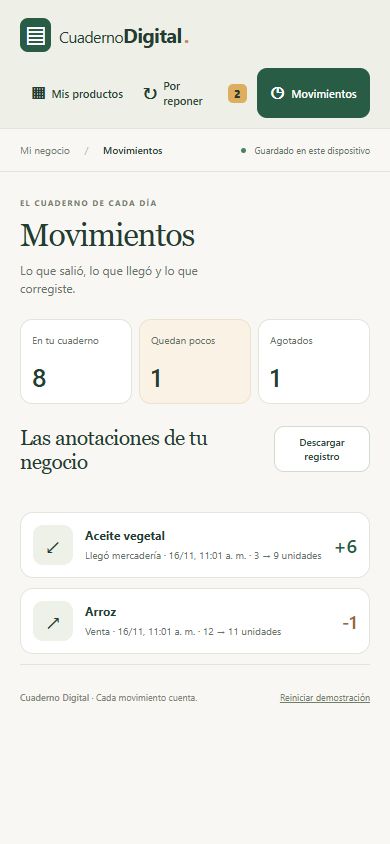 CuadernoDigital.
Mis productos
Por
reponer
2
Movimientos
Mi negocio / Movimientos
Guardado en este dispositivo
EL CUADERNO DE CADA DÍA
Movimientos
Lo que salió, lo que llegó y lo que
corregiste.
En tu cuaderno
8
Quedan pocos
1
Agotados
1
Las anotaciones de tu
negocio
Descargar
registro
Aceite vegetal
Llegó mercadería · 16/11, 11:01 a. m. · 3 → 9 unidades
+6
Arroz
Venta · 16/11, 11:01 a. m. · 12 → 11 unidades
-1
Cuaderno Digital · Cada movimiento cuenta.
Reiniciar demostración